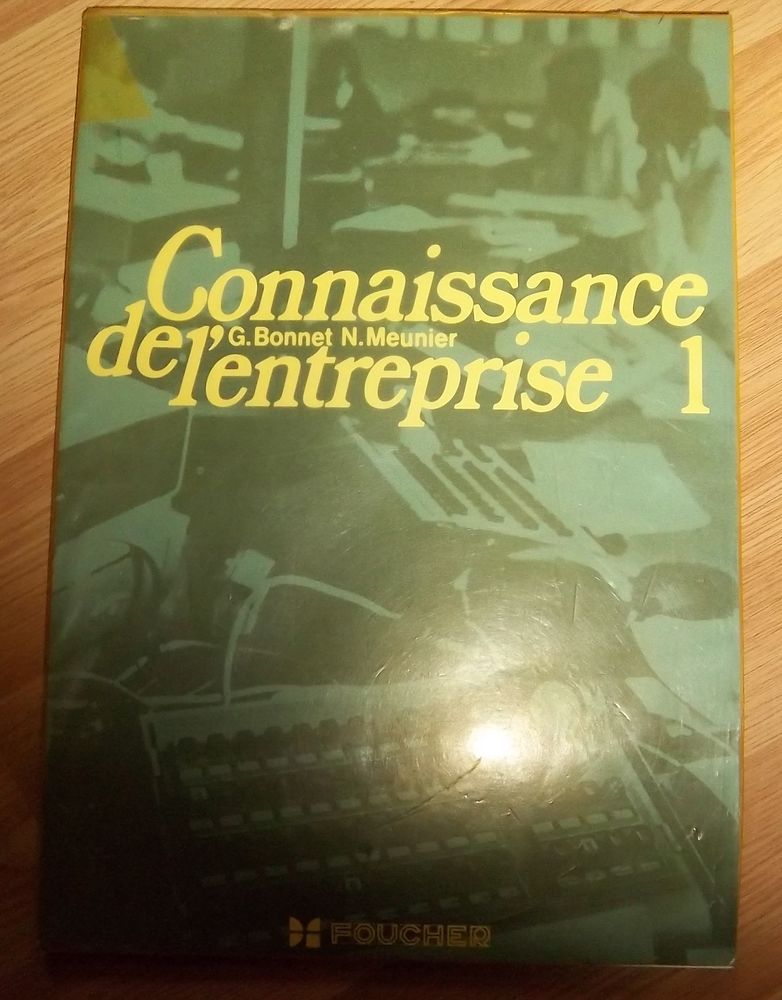 Connaissance
G. Bonnet N. Meunier
de l'entreprise 1
FOUCHER